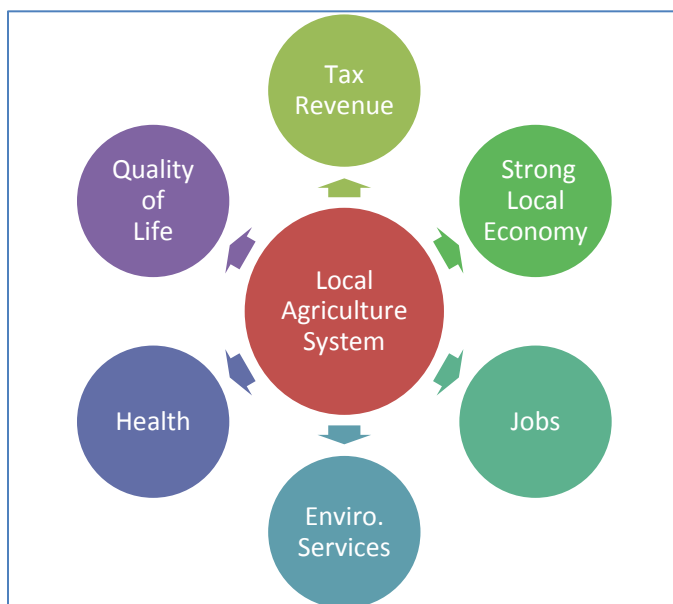 Tax
Revenue
Quality
of
Life
Strong
Local
Economy
Local
Agriculture
System
Health
Jobs
Enviro.
Services